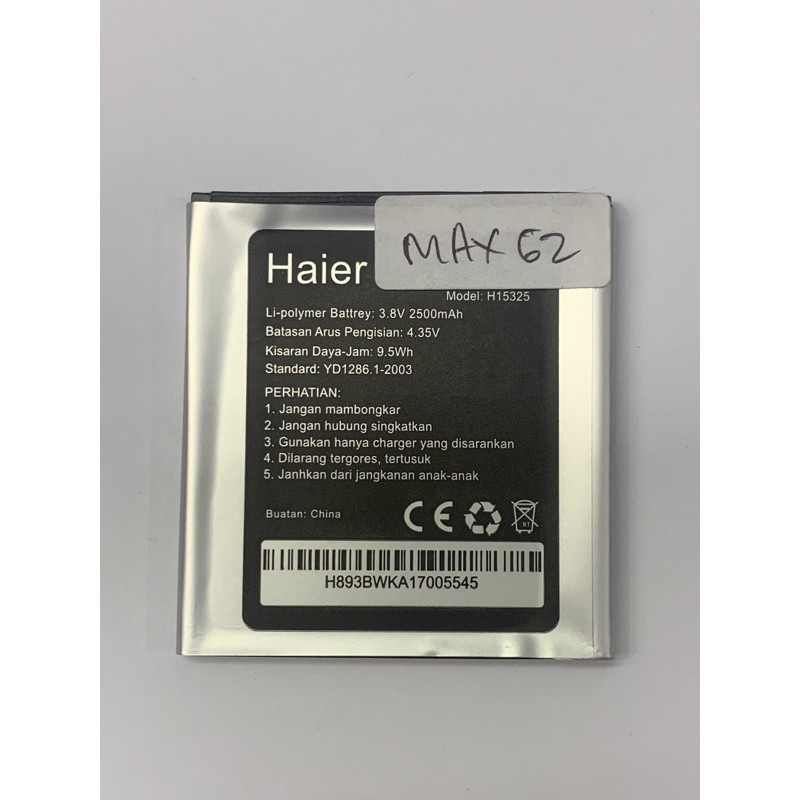 MAX G2
Haier
Model: H15325
Li-polymer Battrey: 3.8V 2500mAh
Batasan Arus Pengisian: 4.35V
Kisaran Daya-Jam: 9.5Wh
Standard: YD1286.1-2003
PERHATIAN:
1. Jangan mambongkar
2. Jangan hubung singkatkan
3. Gunakan hanya charger yang disarankan
4. Dilarang tergores, tertusuk
5. Janhkan dari jangkanan anak-anak
Buatan: China
CE
NT
H893BWKA17005545